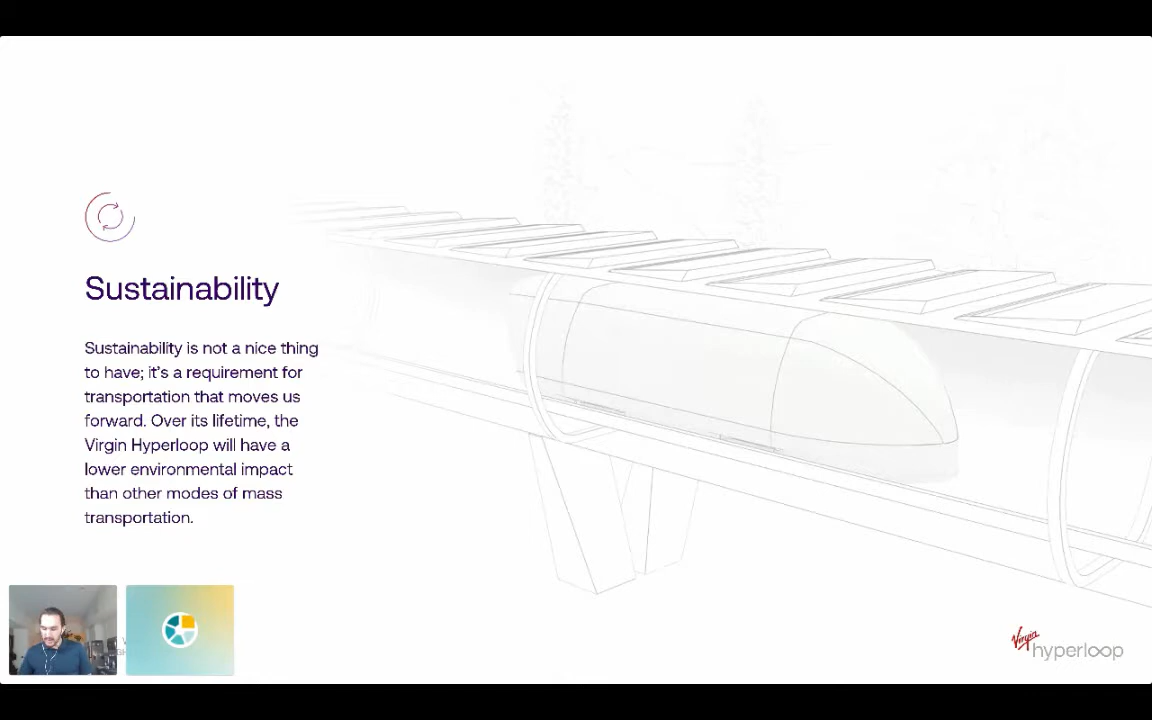 Sustainability
Sustainability is not a nice thing
to have; it's a requirement for
transportation that moves us
forward. Over its lifetime, the
Virgin Hyperloop will have a
lower environmental impact
than other modes of mass
transportation.
Virgin
hyperloop